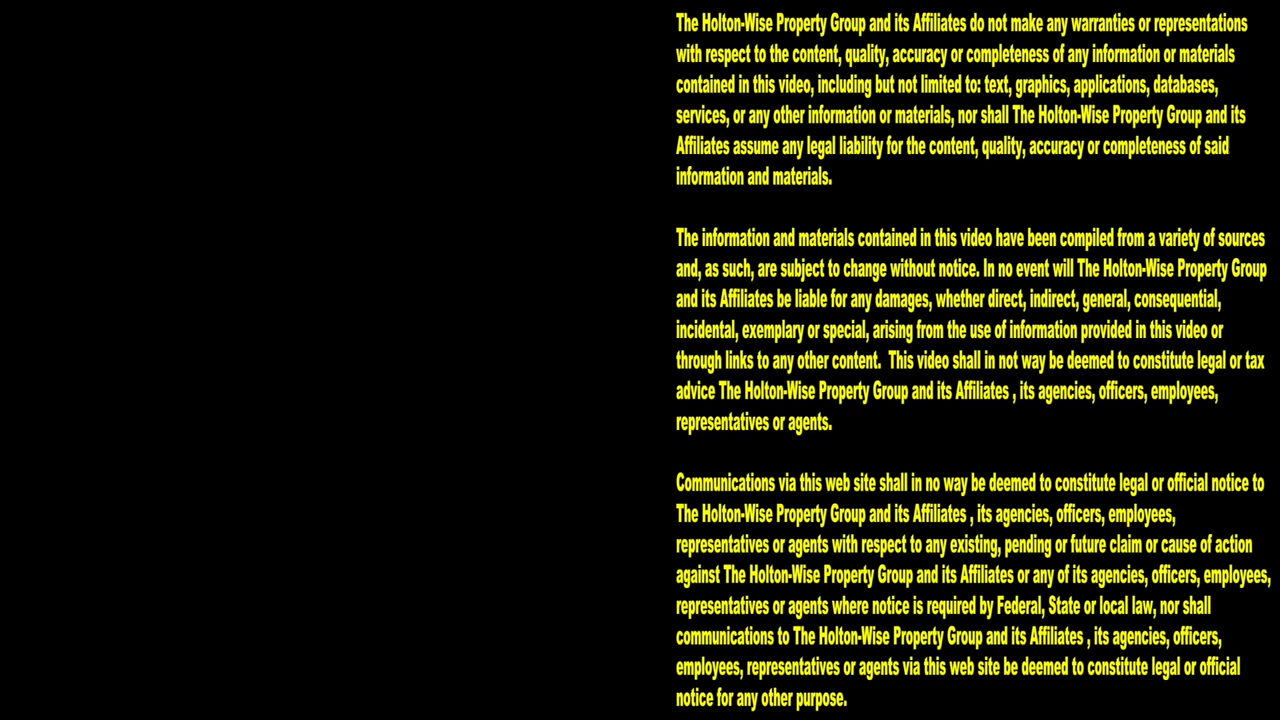 The Holton-Wise Property Group and its Affiliates do not make any warranties or representations
with respect to the content, quality, accuracy or completeness of any information or materials
contained in this video, including but not limited to: text, graphics, applications, databases,
services, or any other information or materials, nor shall The Holton-Wise Property Group and its
Affiliates assume any legal liability for the content, quality, accuracy or completeness of said
information and materials.
The information and materials contained in this video have been compiled from a variety of sources
and, as such, are subject to change without notice. In no event will The Holton-Wise Property Group
and its Affiliates be liable for any damages, whether direct, indirect, general, consequential,
incidental, exemplary or special, arising from the use of information provided in this video or
through links to any other content.  This video shall in not way be deemed to constitute legal or tax
advice The Holton-Wise Property Group and its Affiliates , its agencies, officers, employees,
representatives or agents.
Communications via this web site shall in no way be deemed to constitute legal or official notice to
The Holton-Wise Property Group and its Affiliates , its agencies, officers, employees,
representatives or agents with respect to any existing, pending or future claim or cause of action
against The Holton-Wise Property Group and its Affiliates or any of its agencies, officers, employees,
representatives or agents where notice is required by Federal, State or local law, nor shall
communications to The Holton-Wise Property Group and its Affiliates , its agencies, officers,
employees, representatives or agents via this web site be deemed to constitute legal or official
notice for any other purpose.